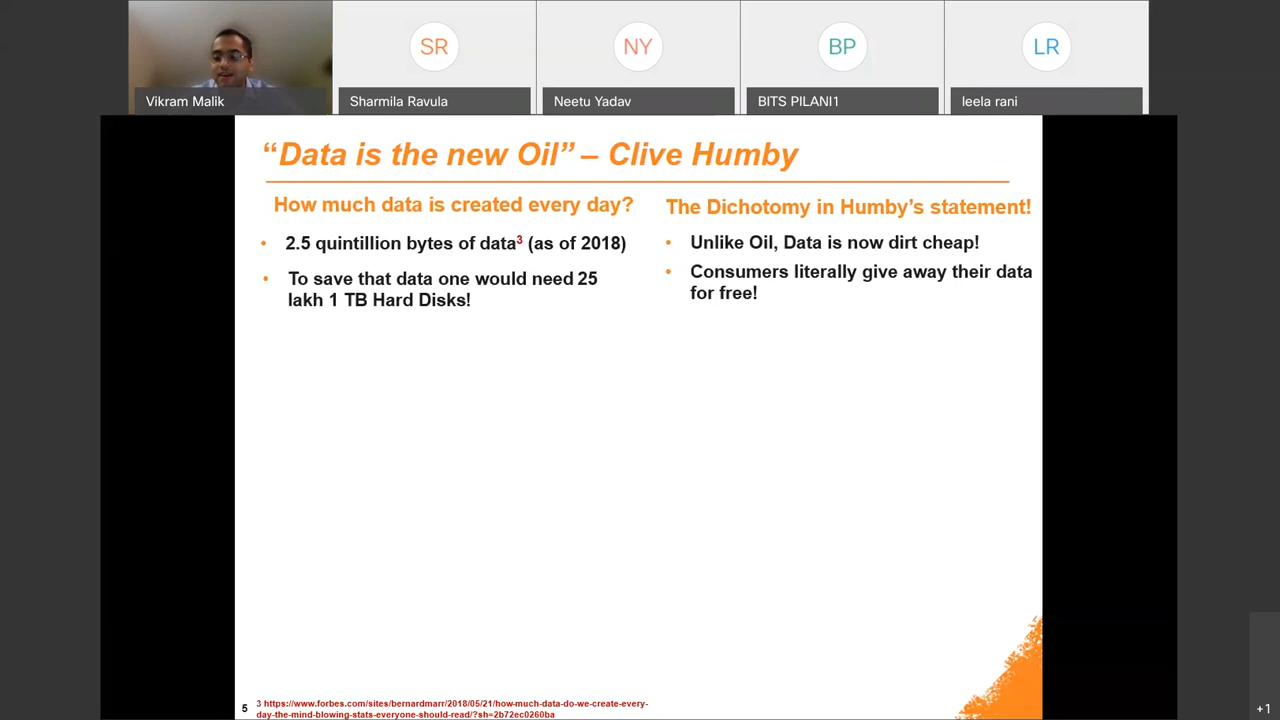 SR
NY
BP
LR
Vikram Malik
Sharmila Ravula
Neetu Yadav
BITS PILANI1
leela rani
“Data is the new Oil” – Clive Humby
How much data is created every day?
2.5 quintillion bytes of data3 (as of 2018)
To save that data one would need 25
lakh 1 TB Hard Disks!
The Dichotomy in Humby's statement!
Unlike Oil, Data is now dirt cheap!
Consumers literally give away their data
for free!
5
3 https://www.forbes.com/sites/bernardmarr/2018/05/21/how-much-data-do-we-create-every-
day-the-mind-blowing-stats-everyone-should-read/?sh=2b72ec0260ba
+1